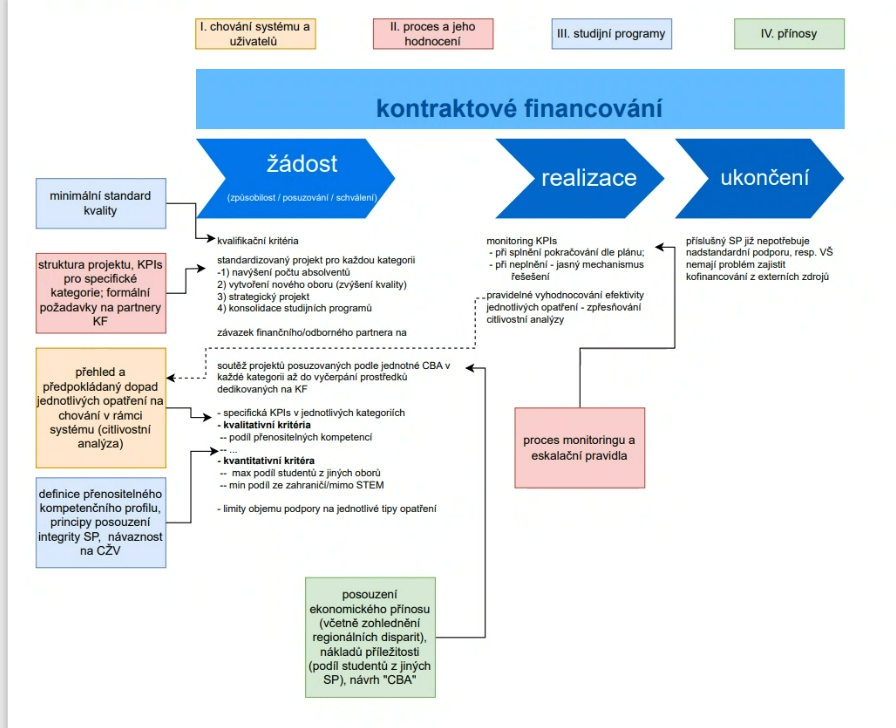 I. chování systému a
uživatelů
II. proces a jeho
hodnocení
III. studijní programy
IV. přínosy
kontraktové financování
žádost
(způsobilost / posuzování / schválení)
realizace
ukončení
minimální standard
kvality
struktura projektu, KPIs
pro specifické
kategorie; formální
požadavky na partnery
KF
přehled a
předpokládaný dopad
jednotlivých opatření na
chování v rámci
systému (citlivostní
analýza)
definice přenositelného
kompetenčního profilu,
principy posouzení
integrity SP, návaznost
na CŽV
kvalifikační kritéria
standardizovaný projekt pro každou kategorii
-1) navýšení počtu absolventů
2) vytvoření nového oboru (zvýšení kvality)
3) strategický projekt
4) konsolidace studijních programů
závazek finančního/odborného partnera na
soutěž projektů posuzovaných podle jednotné CBA v
každé kategorii až do vyčerpání prostředků
dedikovaných na KF
- specifická KPIs v jednotlivých kategoriích
- kvalitativní kritéria
-- podíl přenositelných kompetencí
-- ...
- kvantitativní kritéra
-- max podíl studentů z jiných oborů
-- min podíl ze zahraničí/mimo STEM
- limity objemu podpory na jednotlivé tipy opatření
monitoring KPIs
- při splnění pokračování dle plánu;
- při neplnění - jasný mechanismus
řešešení
pravidelné vyhodnocování efektivity
jednotlivých opatření - zpřesňování
citlivostní analýzy
příslušný SP již nepotřebuje
nadstandardní podporu, resp. VŠ
nemají problém zajistit
kofinancování z externích zdrojů
proces monitoringu a
eskalační pravidla
posouzení
ekonomického přínosu
(včetně zohlednění
regionálních disparit),
nákladů příležitosti
(podíl studentů z jiných
SP), návrh "CBA"